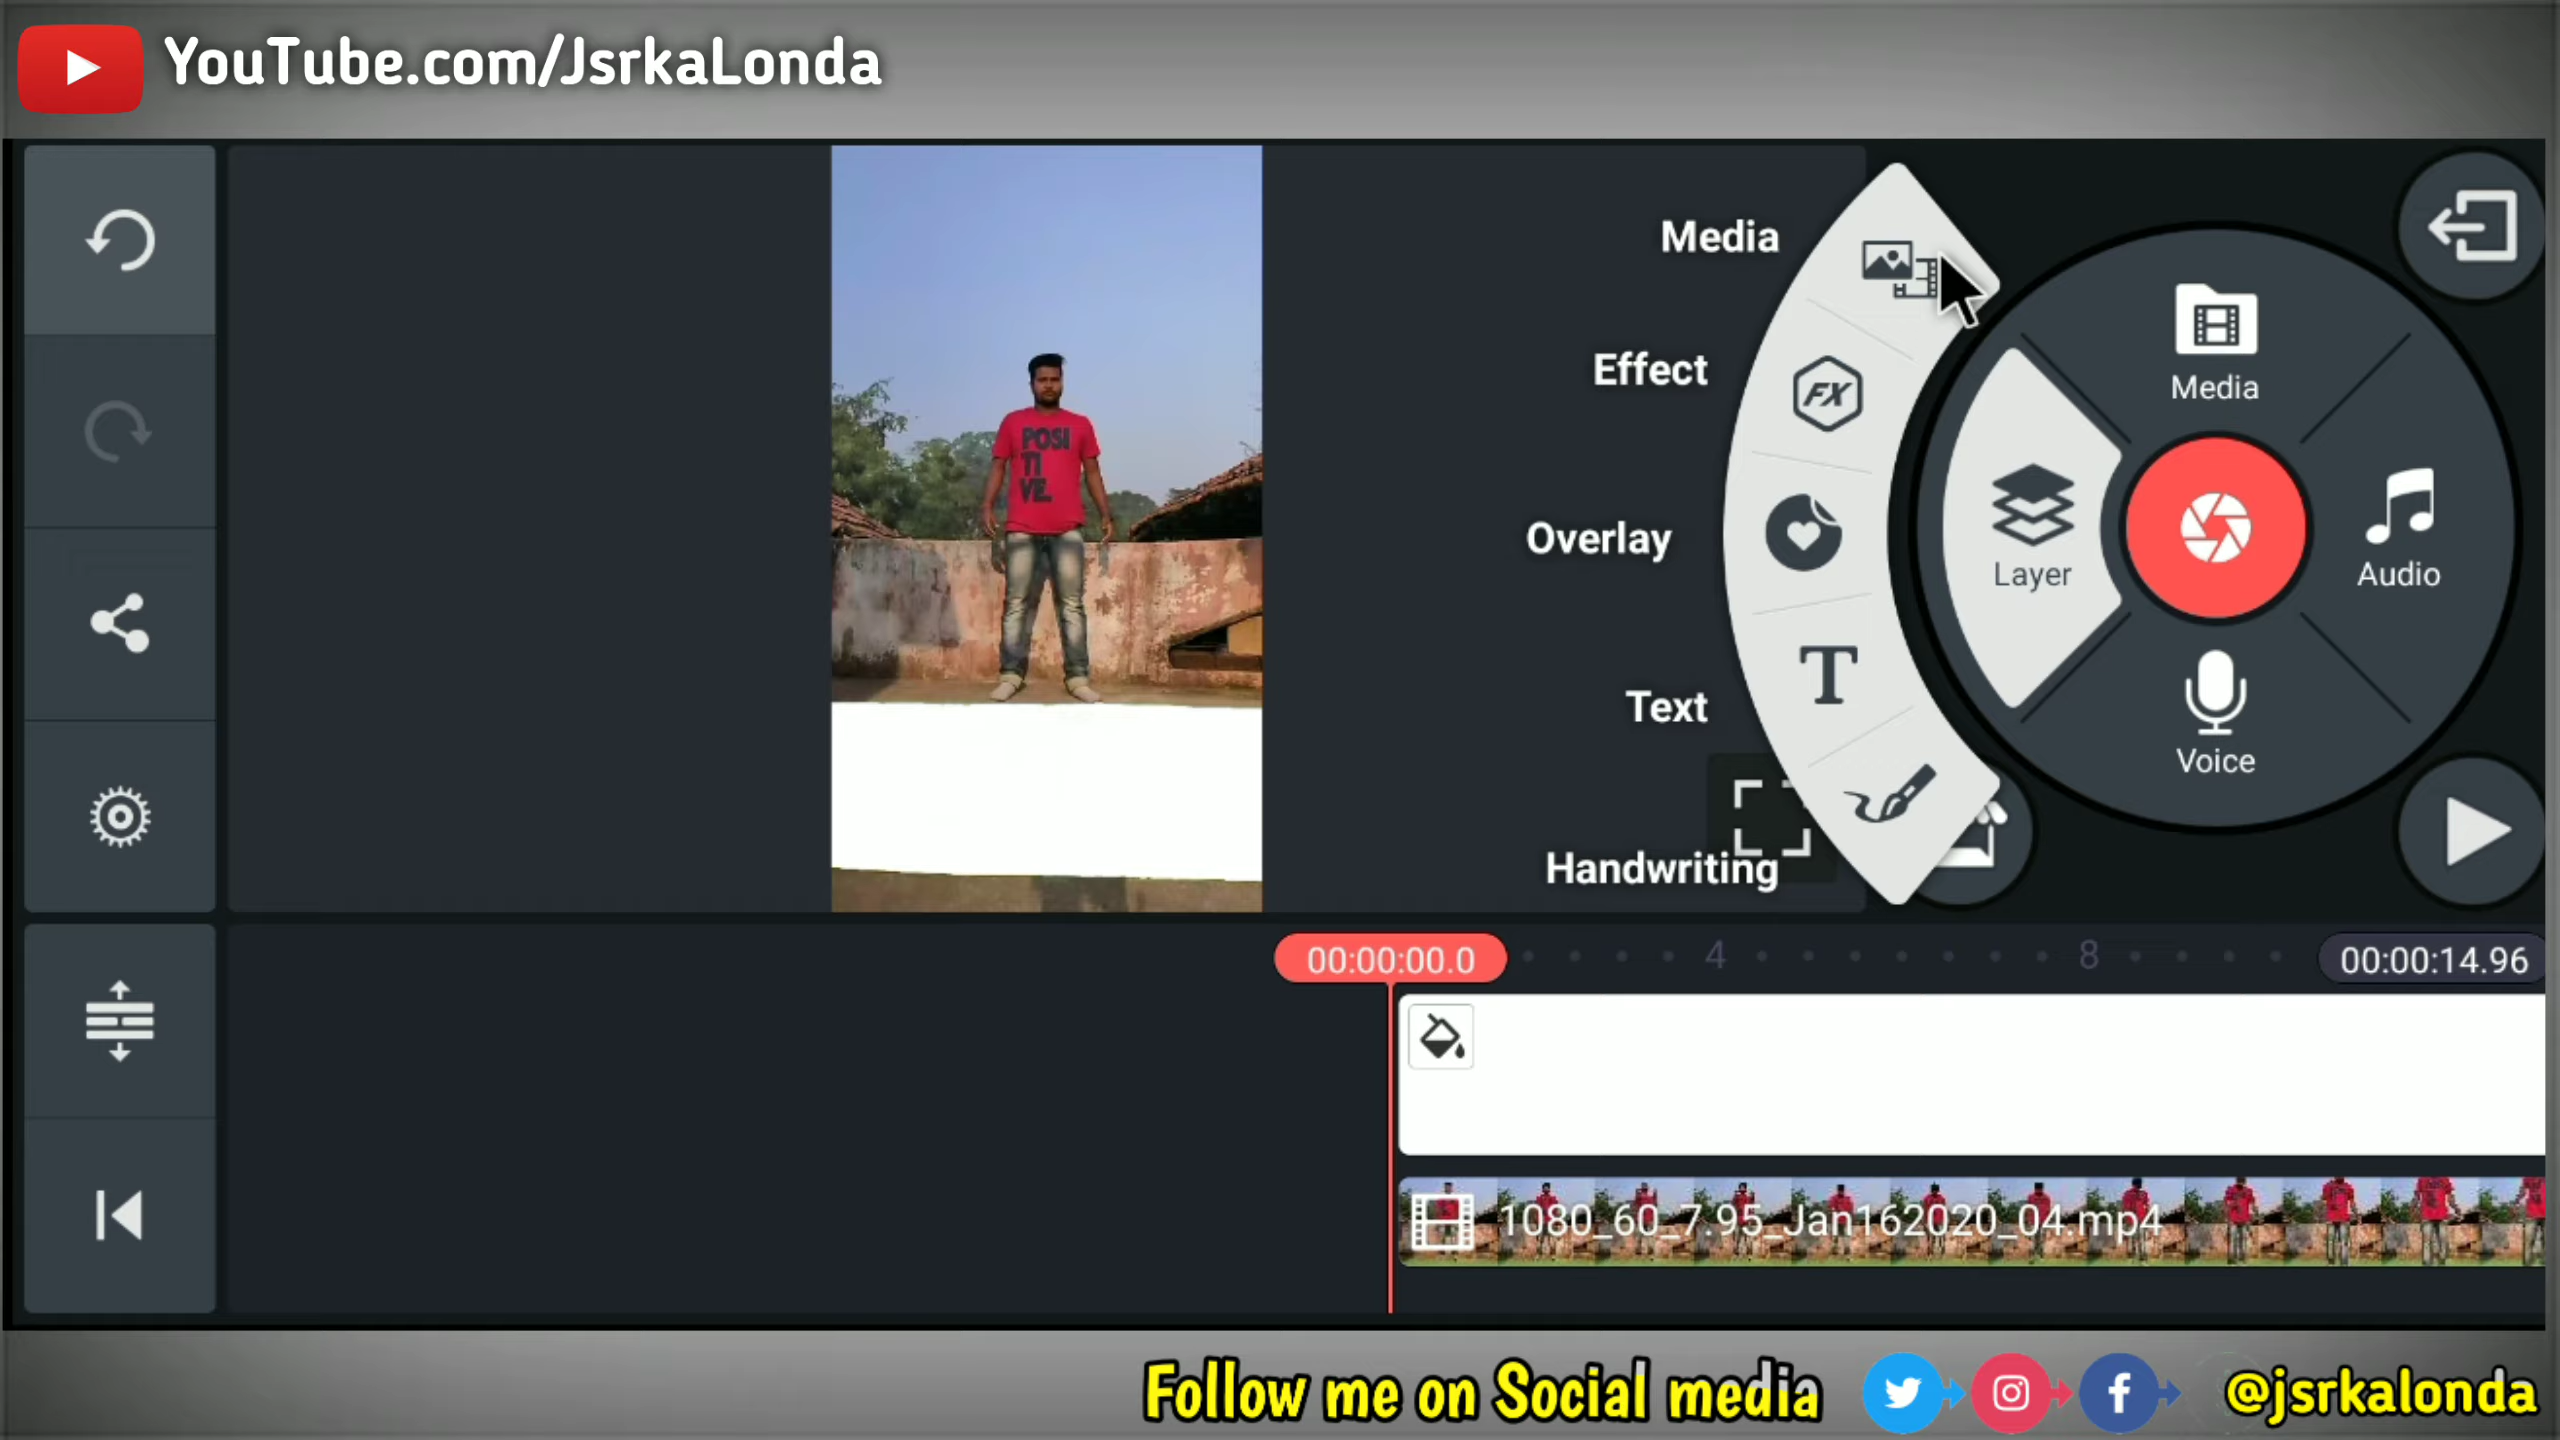 YouTube.com/JsrkaLonda
Media
Effect
Overlay
Text
Handwriting
FX
T
Media
Layer
Audio
Voice
POSI
TI
VE.
00:00:00.0
4
8
00:00:14.96
1080_60_7.95_Jan162020_04.mp4
Follow me on Social media
@jsrkalonda